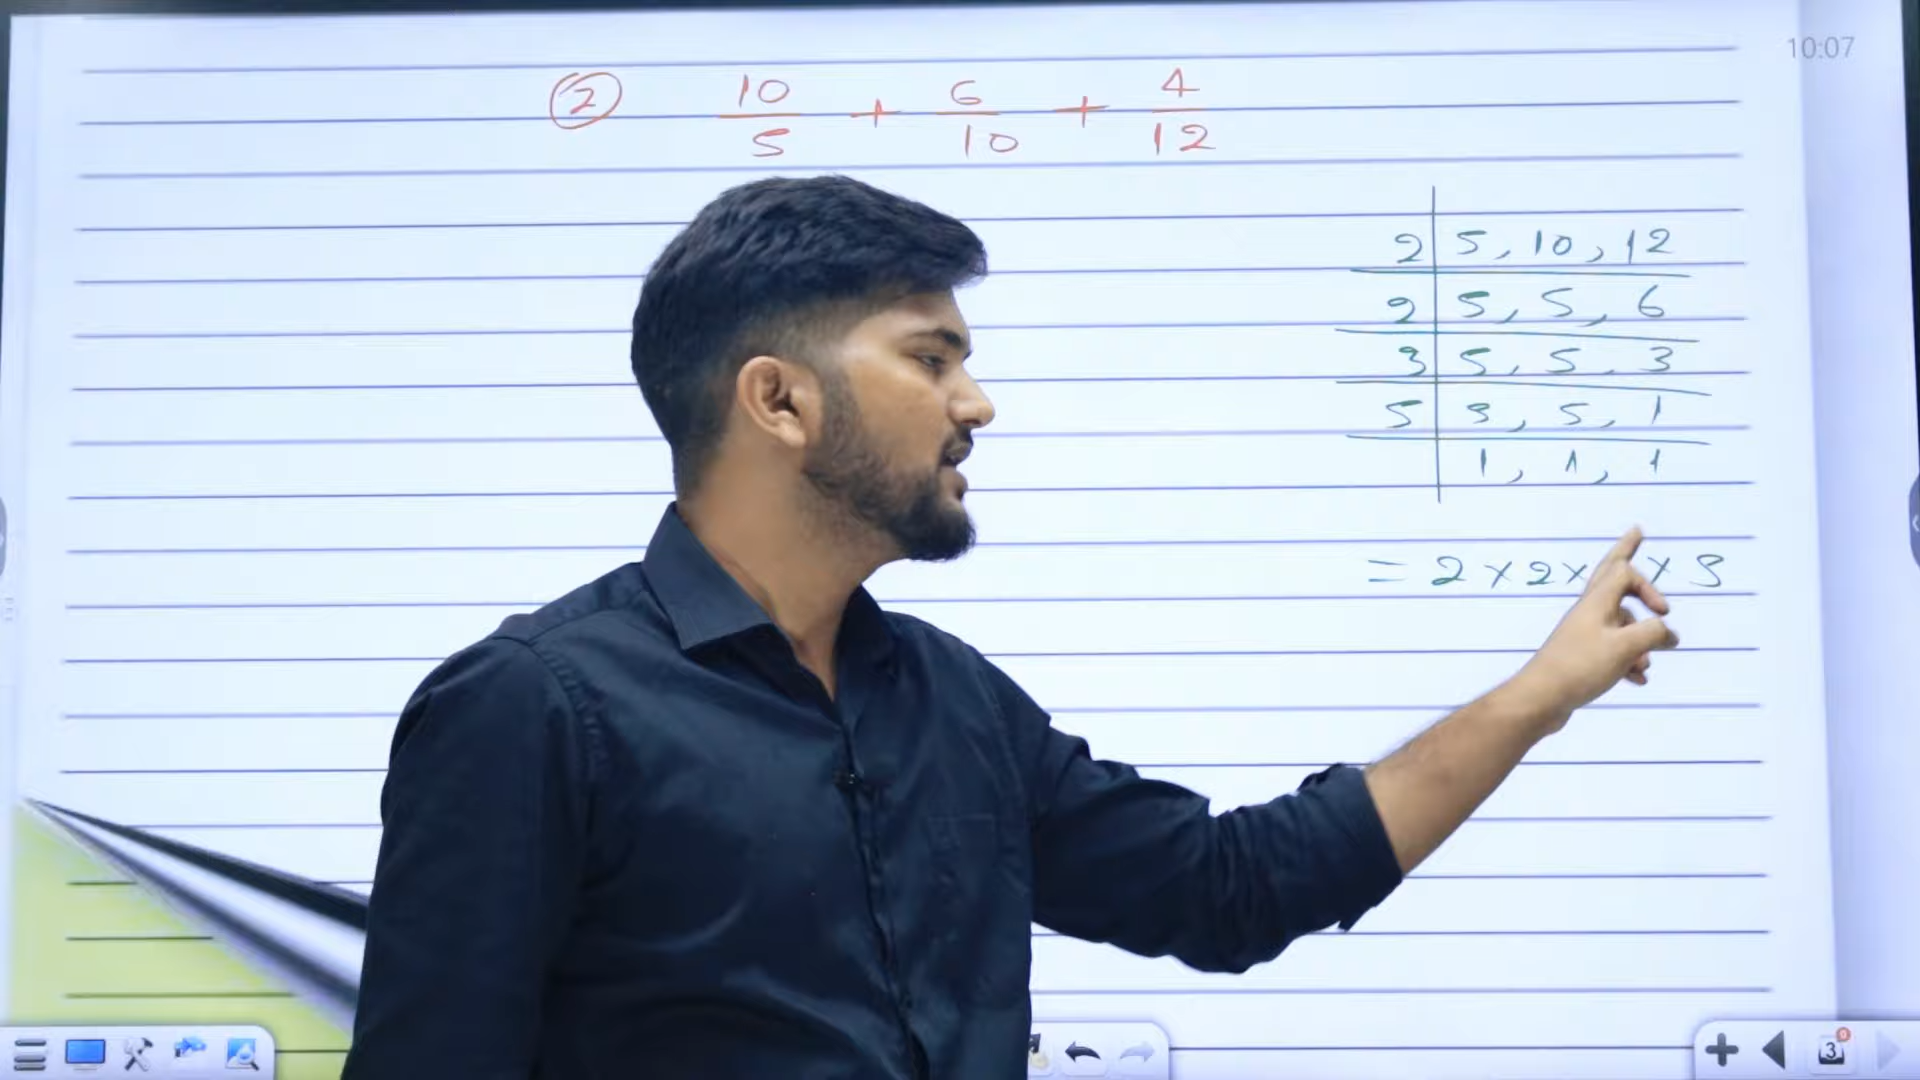 10:07
② 10/5 + 6/10 + 4/12
2 | 5, 10, 12
2 | 5, 5, 6
3 | 5, 5, 3
5 | 5, 5, 1
1, 1, 1
= 2 × 2 × × 5
3